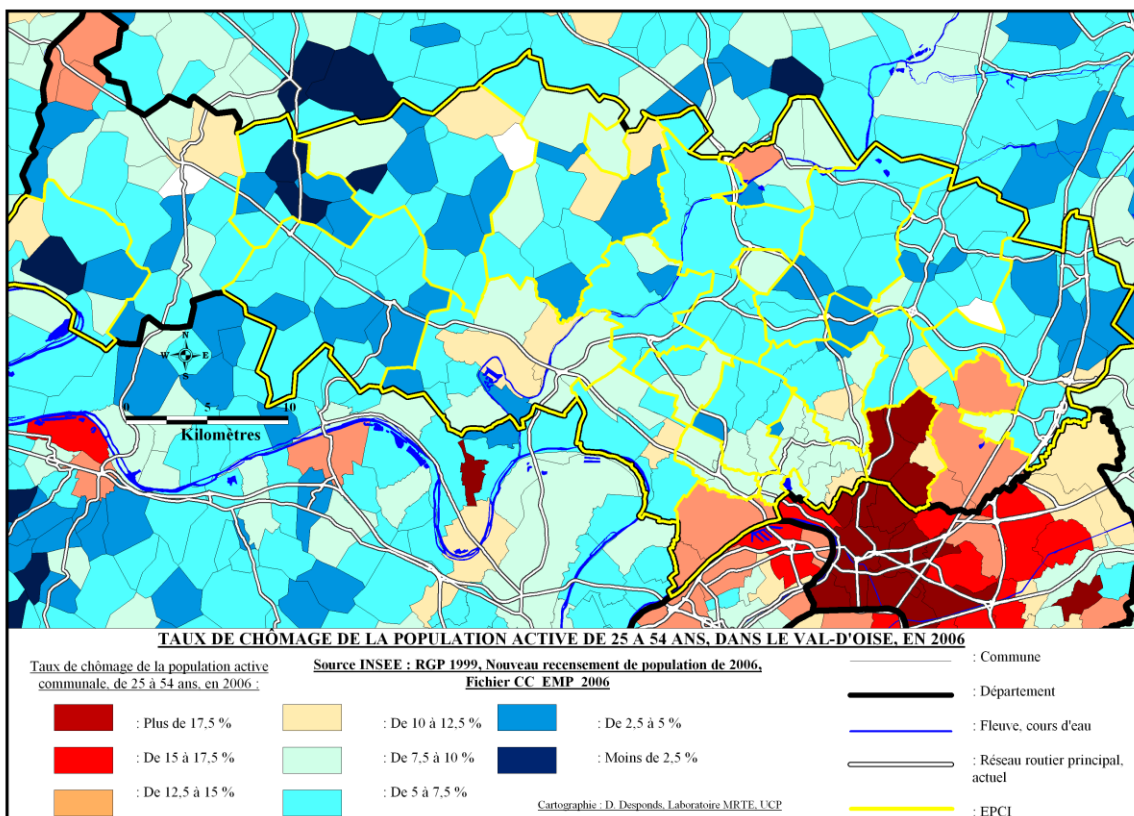 N
W E
S
0 5 10
Kilomètres
TAUX DE CHÔMAGE DE LA POPULATION ACTIVE DE 25 A 54 ANS, DANS LE VAL-D'OISE, EN 2006
Taux de chômage de la population active
communale, de 25 à 54 ans, en 2006 :
Source INSEE : RGP 1999, Nouveau recensement de population de 2006,
Fichier CC_EMP_2006
: Plus de 17,5 %
: De 15 à 17,5 %
: De 12,5 à 15 %
: De 10 à 12,5 %
: De 7,5 à 10 %
: De 5 à 7,5 %
: De 2,5 à 5 %
: Moins de 2,5 %
Cartographie : D. Desponds, Laboratoire MRTE, UCP
: Commune
: Département
: Fleuve, cours d'eau
: Réseau routier principal,
actuel
: EPCI